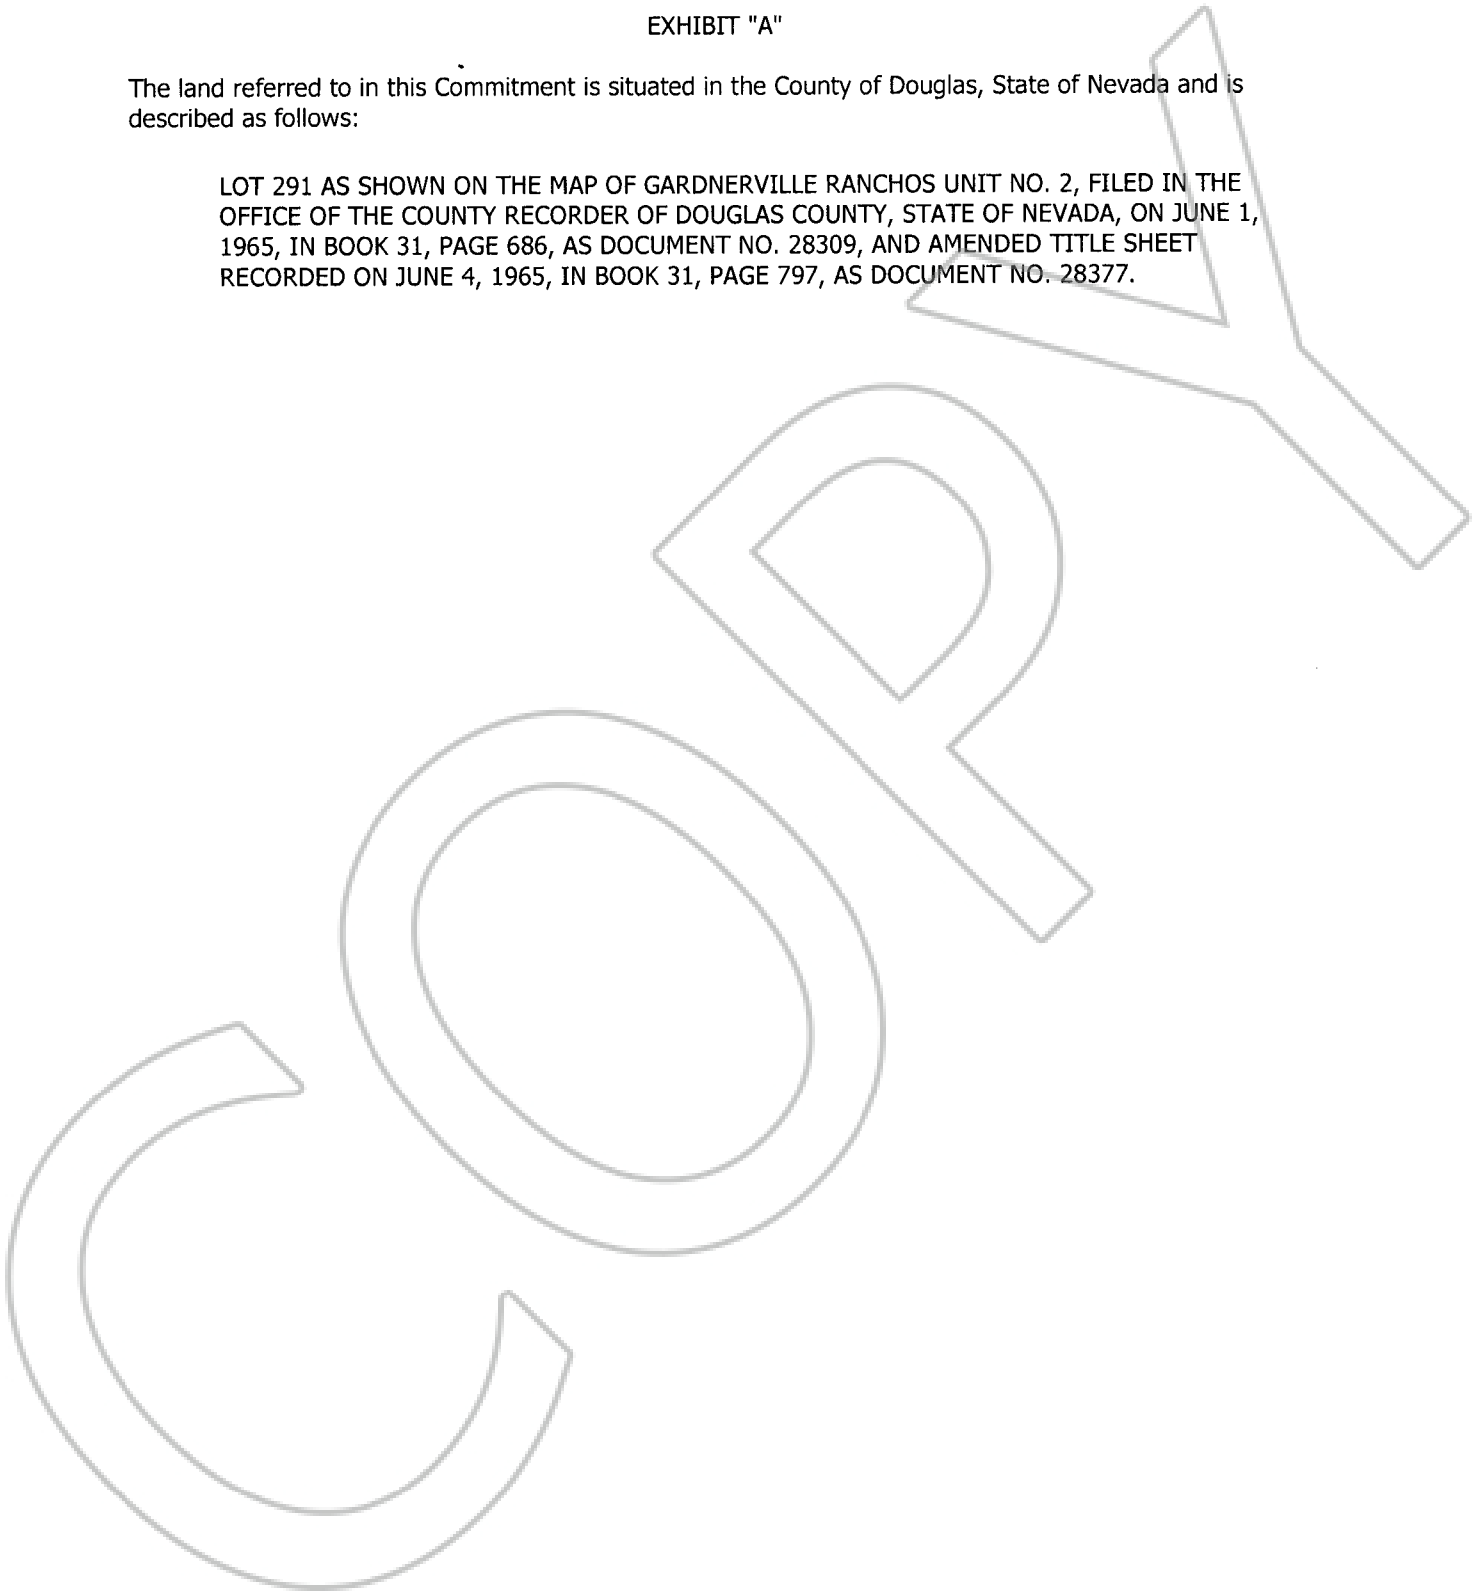 EXHIBIT "A"
The land referred to in this Commitment is situated in the County of Douglas, State of Nevada and is
described as follows:
LOT 291 AS SHOWN ON THE MAP OF GARDNERVILLE RANCHOS UNIT NO. 2, FILED IN THE
OFFICE OF THE COUNTY RECORDER OF DOUGLAS COUNTY, STATE OF NEVADA, ON JUNE 1,
1965, IN BOOK 31, PAGE 686, AS DOCUMENT NO. 28309, AND AMENDED TITLE SHEET
RECORDED ON JUNE 4, 1965, IN BOOK 31, PAGE 797, AS DOCUMENT NO. 28377.
COPY